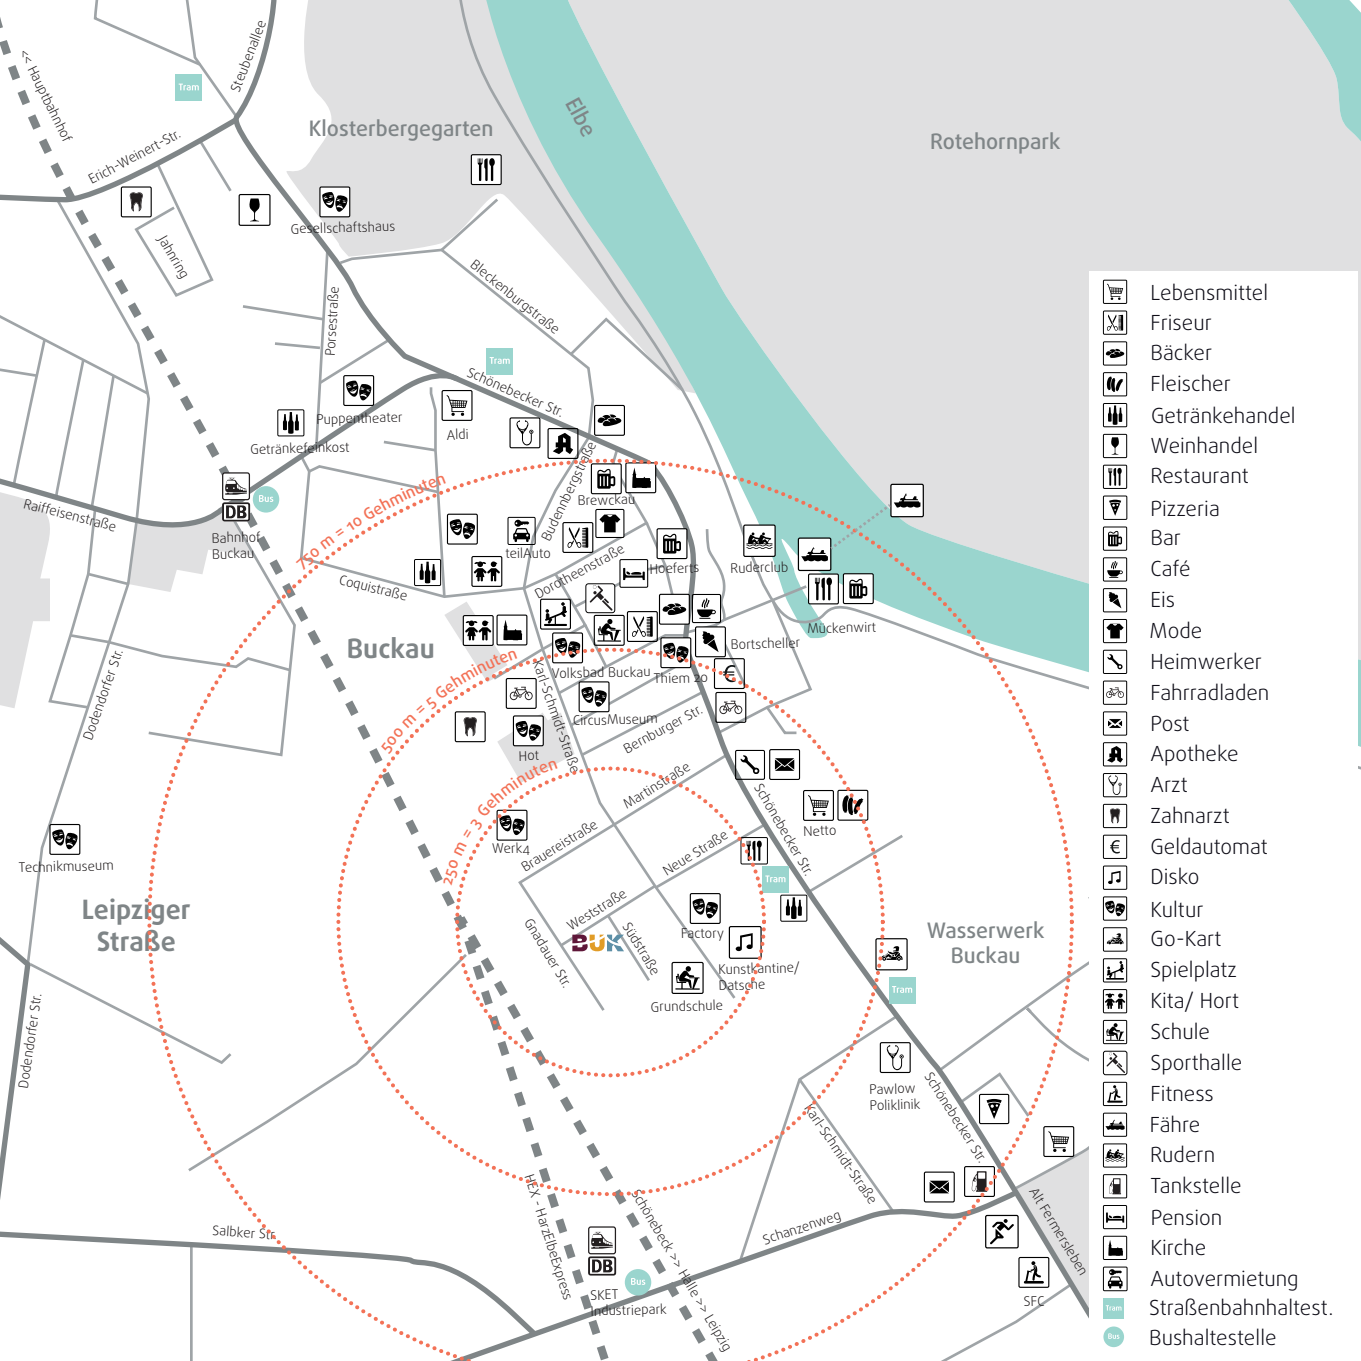 Tram
Steubenallee
<< Hauptbahnhof
Erich-Weinert-Str.
Klosterbergegarten
Elbe
Rotehornpark
Jahnring
Gesellschaftshaus
Bleckenburgstraße
Porsestraße
Tram
Schönebecker Str.
Puppentheater
Getränkefeinkost
Aldi
Raiffeisenstraße
DB
Bus
Bahnhof
Buckau
750 m = 10 Gehminuten
Budennbergstraße
Brewckau
teilAuto
Dorotheenstraße
Hoeferts
Ruderclub
Coquistraße
Mückenwirt
Buckau
Bortscheller
Volksbad Buckau
Thiem 20
500 m = 5 Gehminuten
Karl-Schmidt-Straße
CircusMuseum
Bernburger Str.
Hot
Dodendorfer Str.
Martinstraße
Schönebecker Str.
250 m = 3 Gehminuten
Netto
Werk4
Brauereistraße
Neue Straße
Technikmuseum
Tram
Leipziger
Straße
Weststraße
Südstraße
Gnadauer Str.
BUK
Factory
Kunstkantine/
Datsche
Grundschule
Wasserwerk
Buckau
Tram
Dodendorfer Str.
Pawlow
Poliklinik
Schönebecker Str.
Karl-Schmidt-Straße
Alt Fermersleben
Schanzenweg
Salbker Str.
HEX - HarzElbeExpress
Schönebeck >> Halle >> Leipzig
DB
Bus
SKET
Industriepark
SFC
Lebensmittel
Friseur
Bäcker
Fleischer
Getränkehandel
Weinhandel
Restaurant
Pizzeria
Bar
Café
Eis
Mode
Heimwerker
Fahrradladen
Post
Apotheke
Arzt
Zahnarzt
Geldautomat
Disko
Kultur
Go-Kart
Spielplatz
Kita/ Hort
Schule
Sporthalle
Fitness
Fähre
Rudern
Tankstelle
Pension
Kirche
Autovermietung
Tram Straßenbahnhaltest.
Bus Bushaltestelle